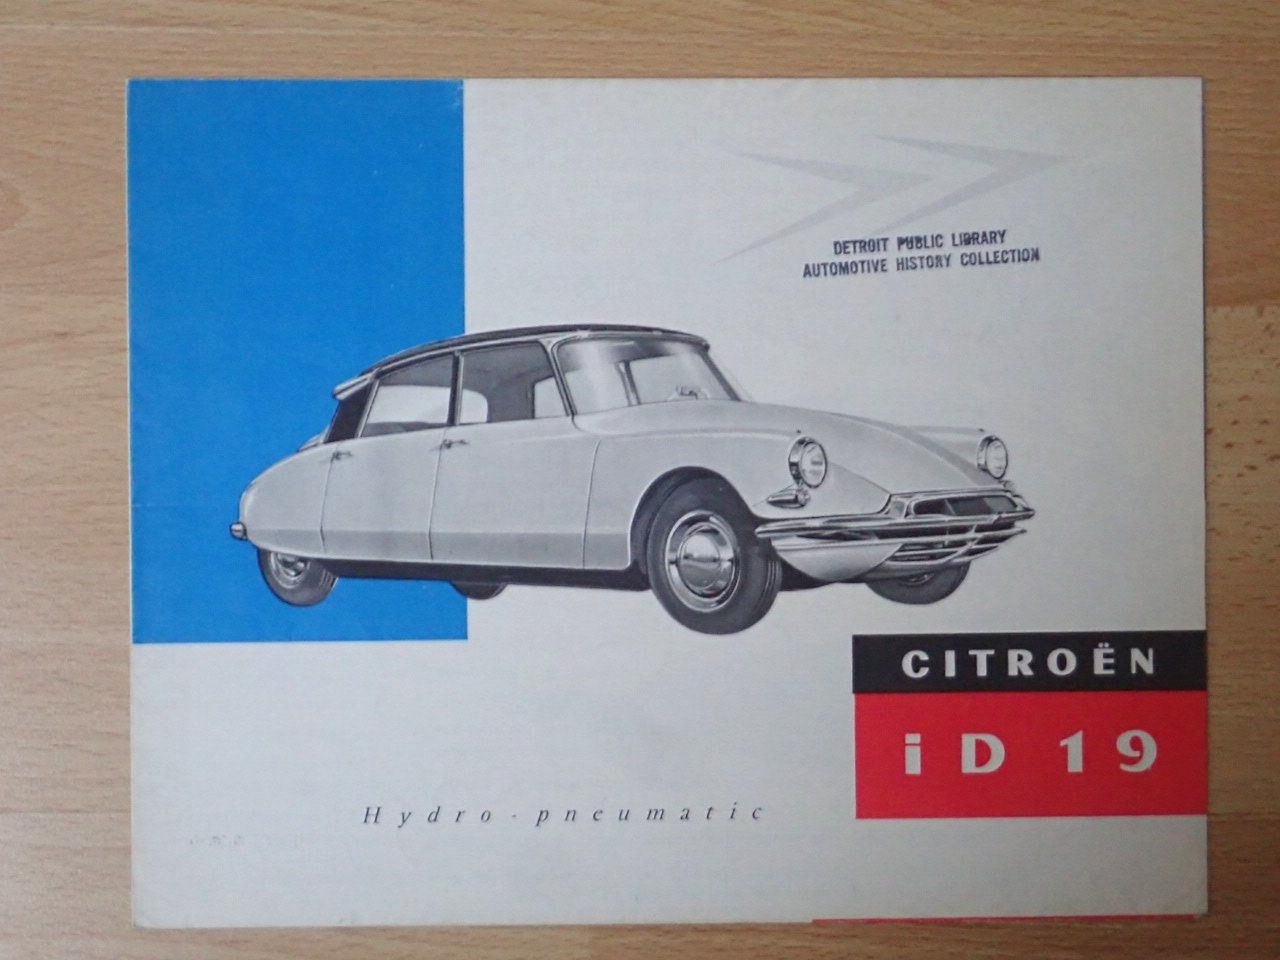 DETROIT PUBLIC LIBRARY
AUTOMOTIVE HISTORY COLLECTION
CITROËN
iD 19
Hydro-pneumatic